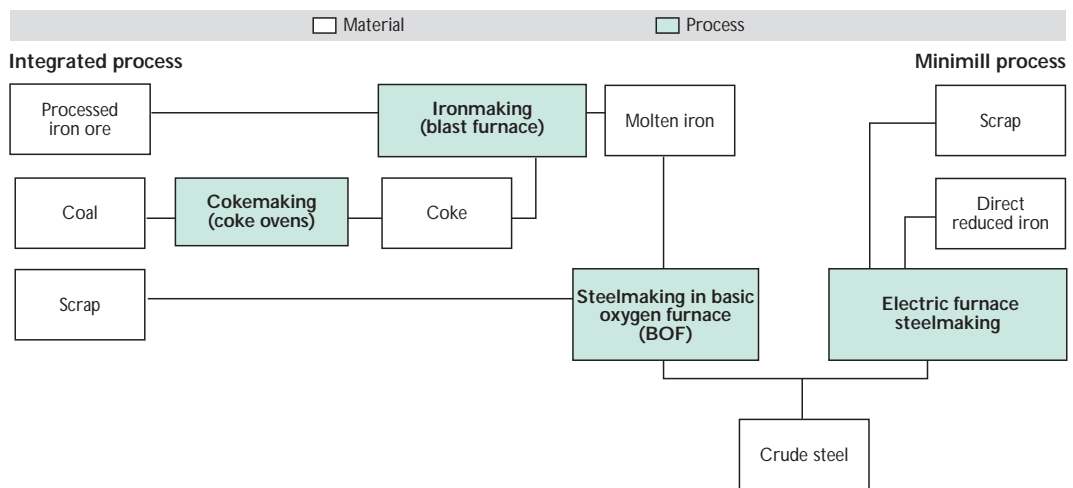 Material
Process
Integrated process
Minimill process
Processed
iron ore
Ironmaking
(blast furnace)
Molten iron
Scrap
Coal
Cokemaking
(coke ovens)
Coke
Direct
reduced iron
Scrap
Steelmaking in basic
oxygen furnace
(BOF)
Electric furnace
steelmaking
Crude steel